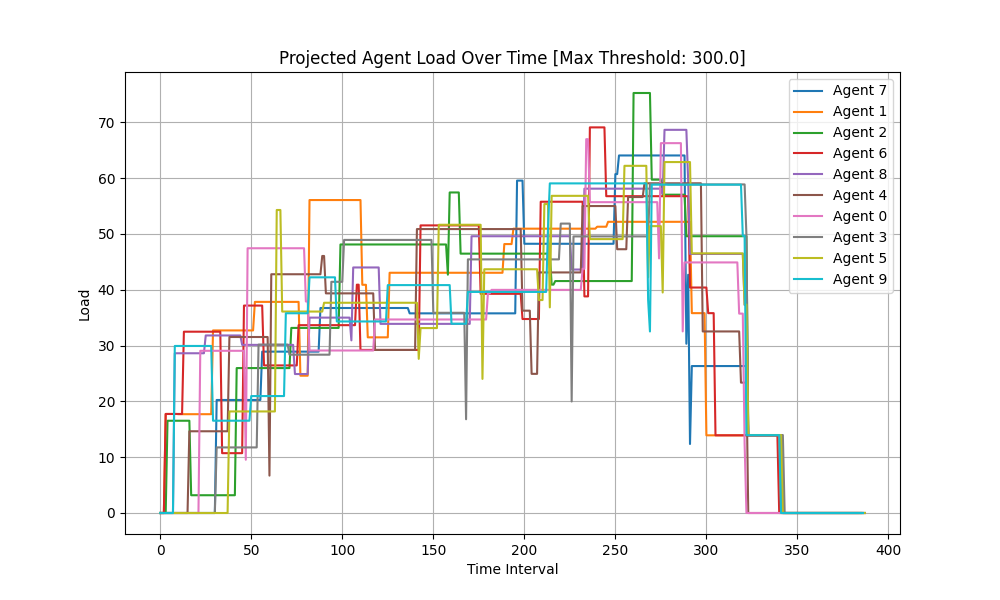 Projected Agent Load Over Time [Max Threshold: 300.0]
Load
70
60
50
40
30
20
10
0
Agent 7
Agent 1
Agent 2
Agent 6
Agent 8
Agent 4
Agent 0
Agent 3
Agent 5
Agent 9
0 50 100 150 200 250 300 350 400
Time Interval